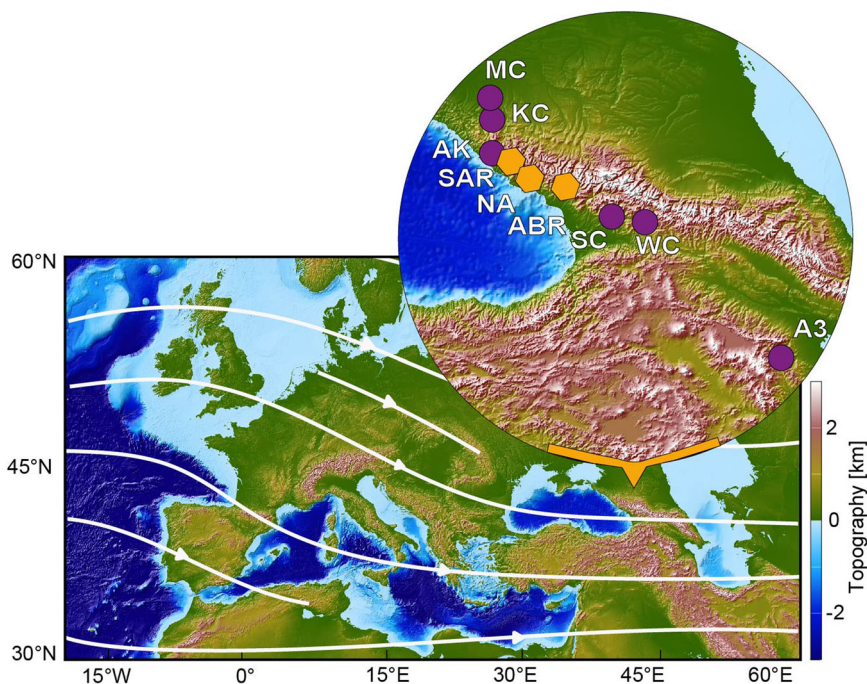 MC
KC
AK
SAR
NA
ABR
SC
WC
A3
60°N
45°N
30°N
15°W
0°
15°E
30°E
45°E
60°E
2
0
-2
Topography [km]